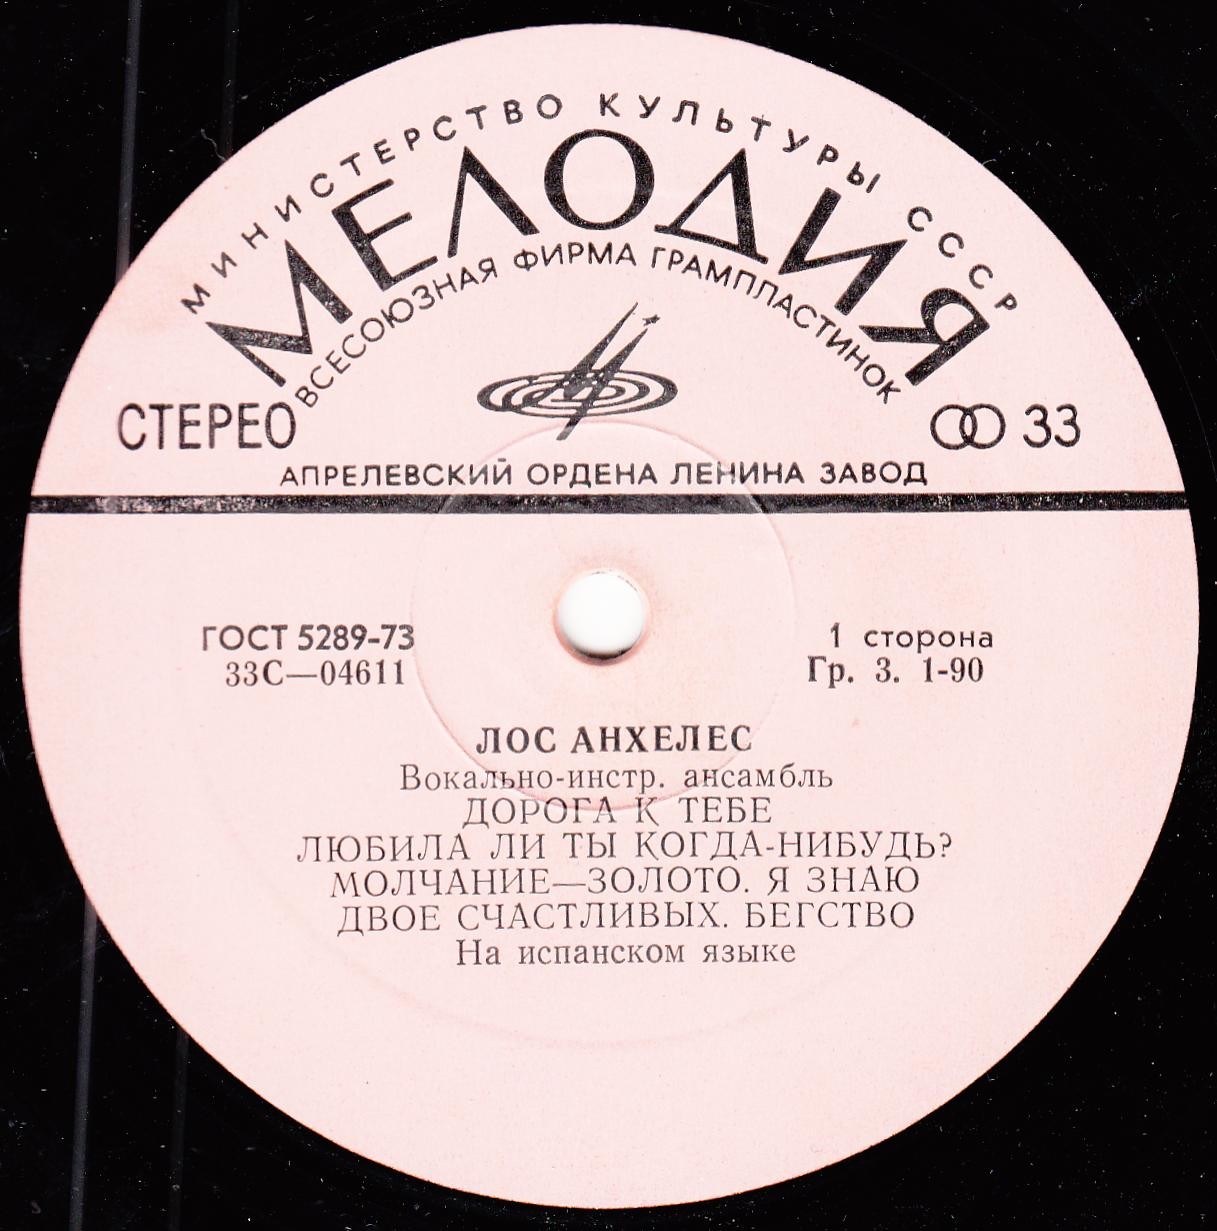 МИНИСТЕРСТВО КУЛЬТУРЫ СССР
МЕЛОДИЯ
ВСЕСОЮЗНАЯ ФИРМА ГРАМПЛАСТИНОК
СТЕРЕО
33
АПРЕЛЕВСКИЙ ОРДЕНА ЛЕНИНА ЗАВОД
ГОСТ 5289-73
33С—04611
1 сторона
Гр. 3. 1-90
ЛОС АНХЕЛЕС
Вокально-инстр. ансамбль
ДОРОГА К ТЕБЕ
ЛЮБИЛА ЛИ ТЫ КОГДА-НИБУДЬ?
МОЛЧАНИЕ—ЗОЛОТО. Я ЗНАЮ
ДВОЕ СЧАСТЛИВЫХ. БЕГСТВО
На испанском языке